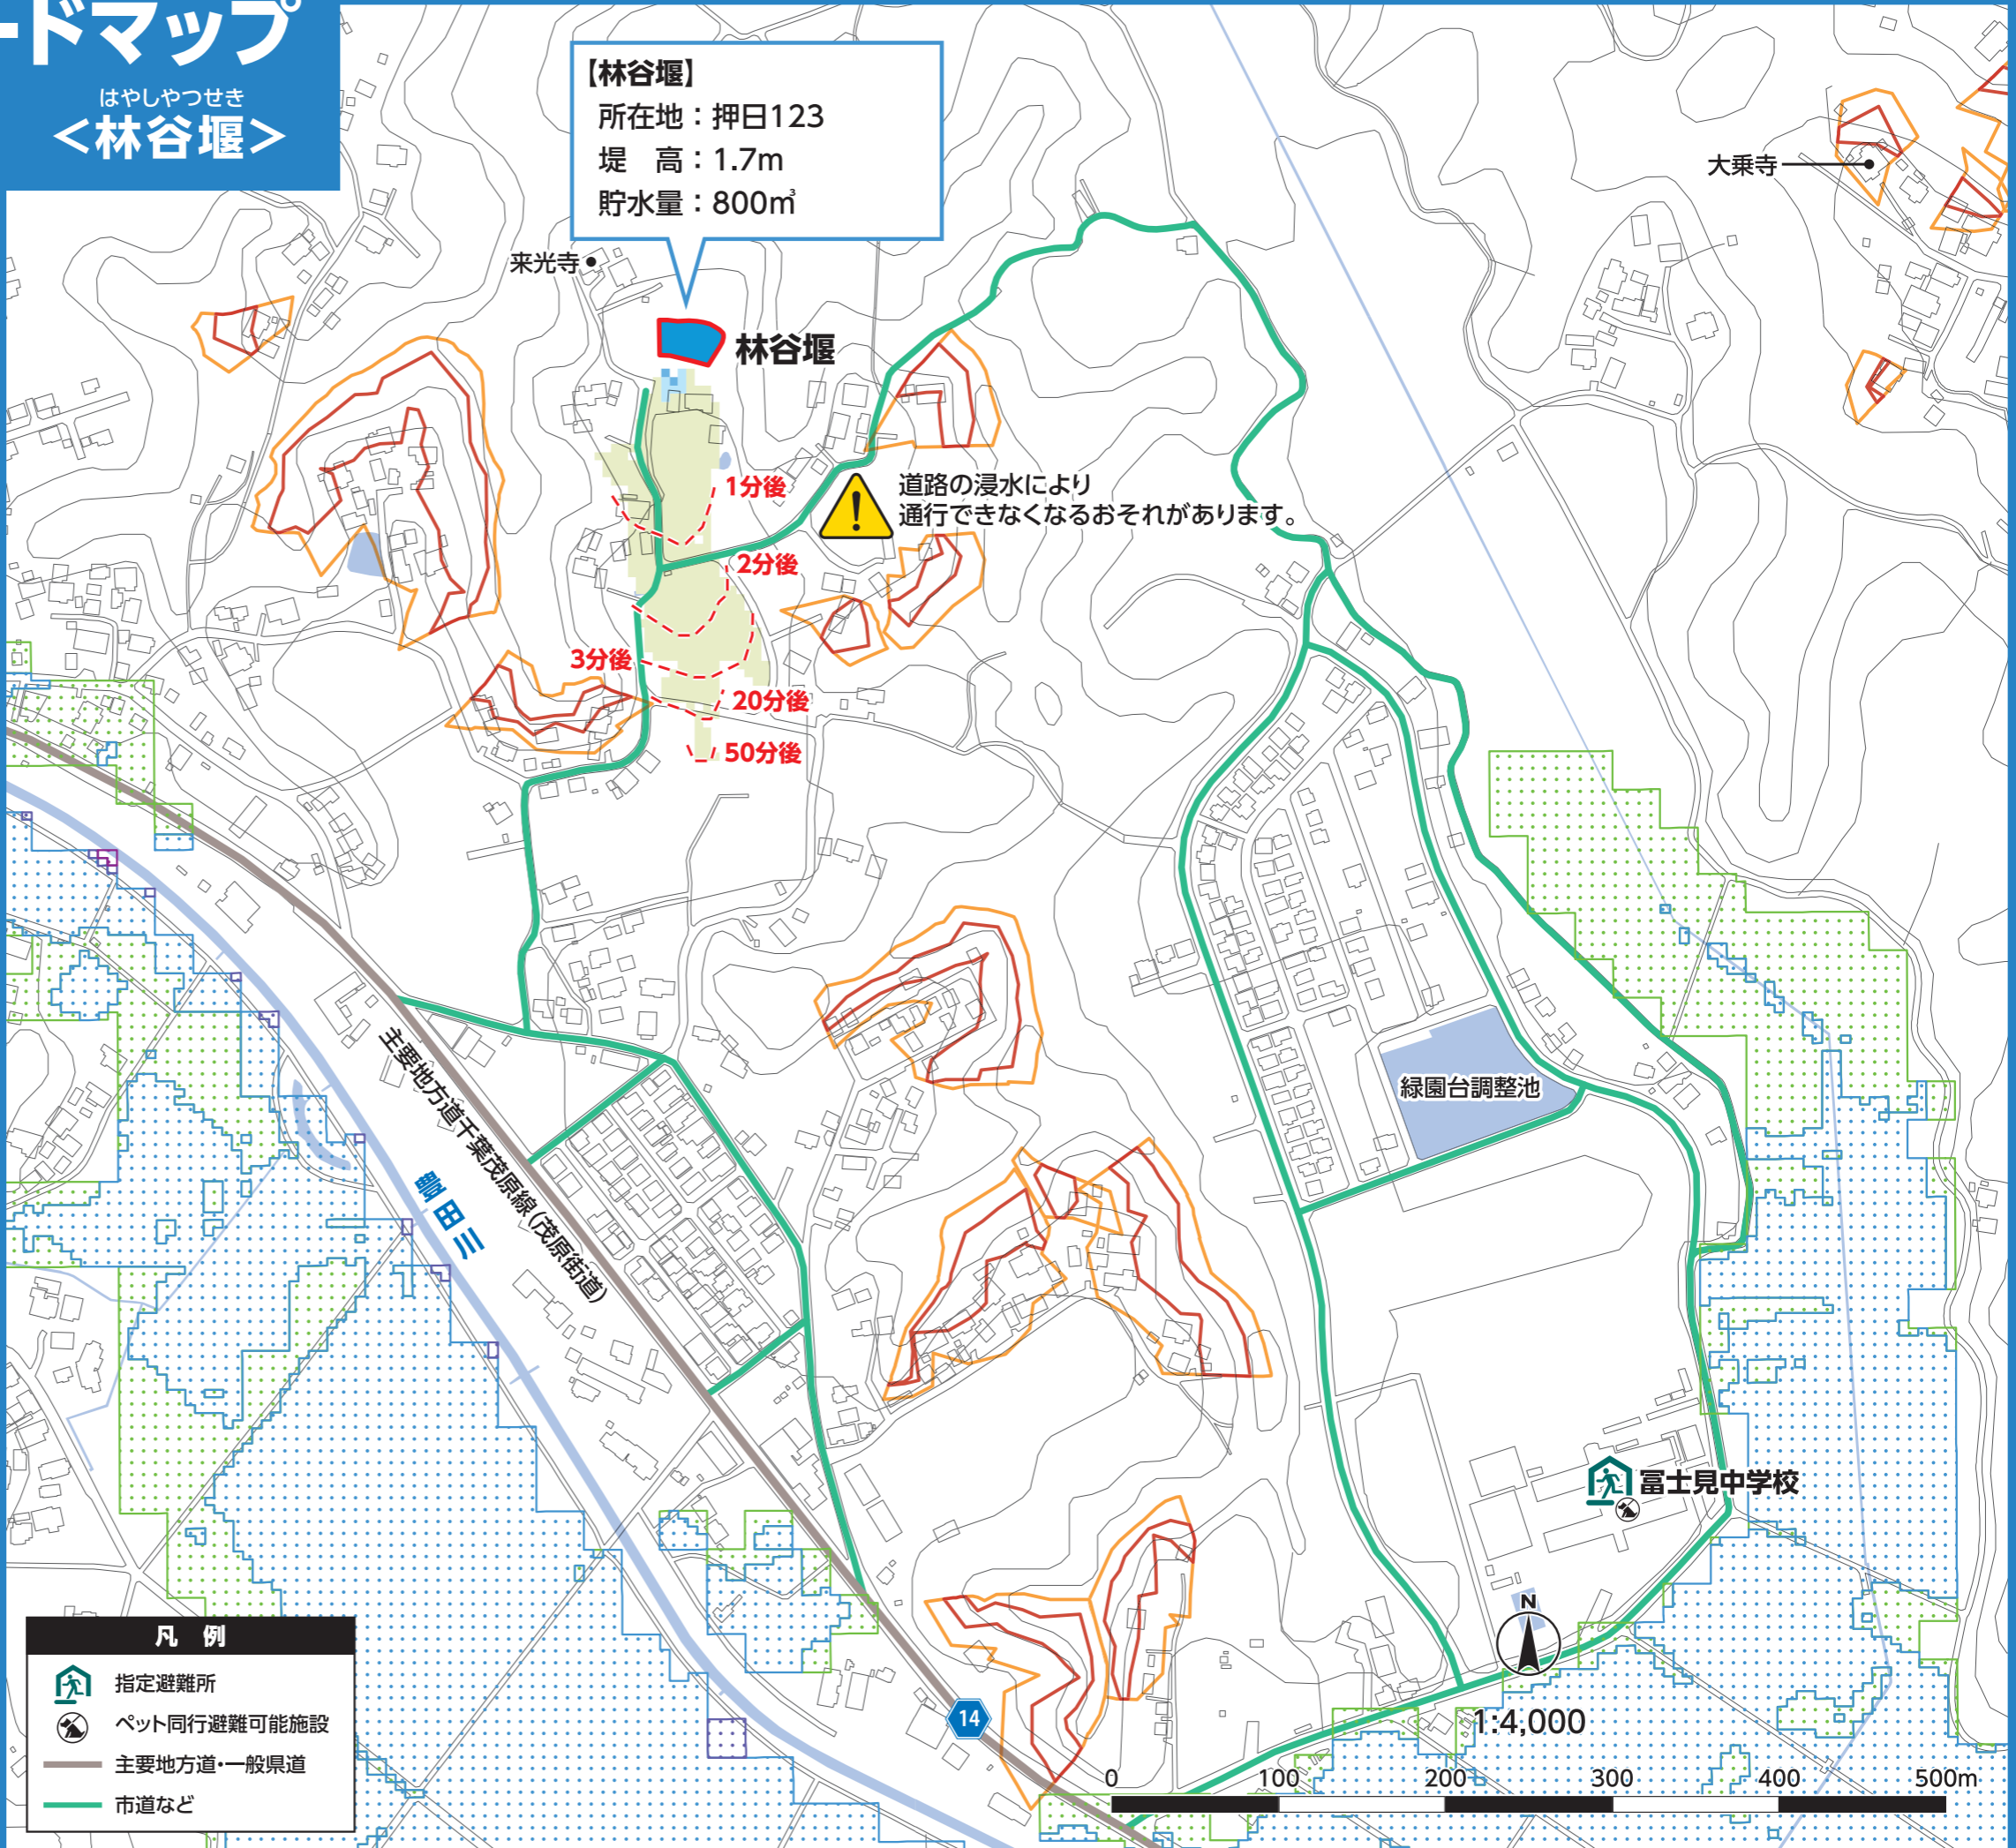 ードマップ
はやしやつせき
＜林谷堰＞
【林谷堰】
所在地：押日123
堤　高：1.7m
貯水量：800㎥
大乗寺
来光寺
林谷堰
1分後
道路の浸水により
通行できなくなるおそれがあります。
2分後
3分後
20分後
50分後
主要地方道千葉茂原線（茂原街道）
豊田川
緑園台調整池
冨士見中学校
14
N
1:4,000
0 100 200 300 400 500m
凡　例
指定避難所
ペット同行避難可能施設
主要地方道・一般県道
市道など